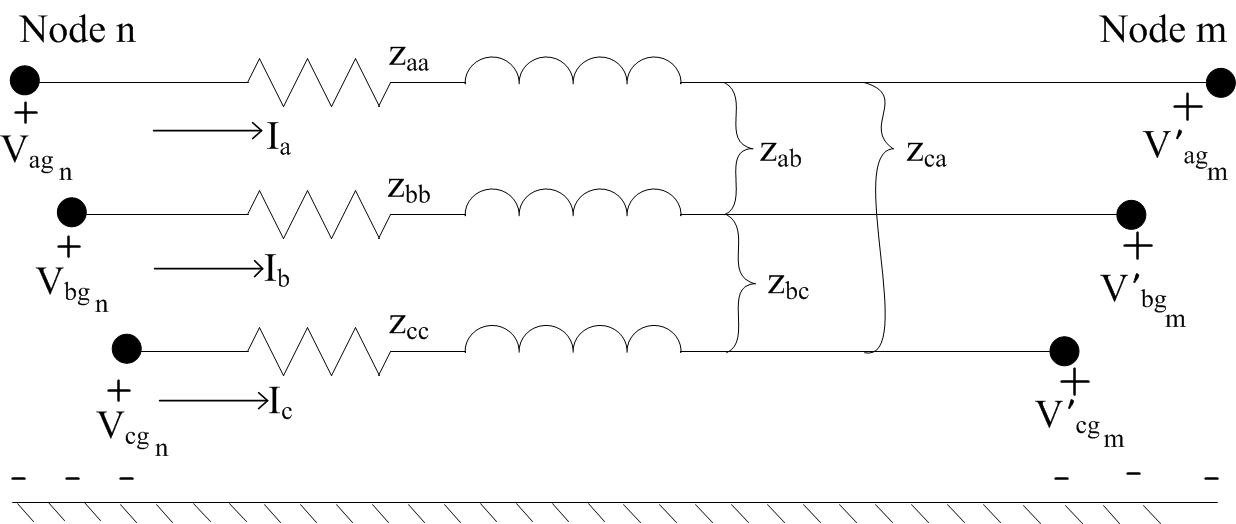 Node n
Node m
z_aa
+
+
V_ag_n
I_a
z_ab
z_ca
V'_ag_m
z_bb
+
+
V_bg_n
I_b
z_bc
V'_bg_m
z_cc
+
+
V_cg_n
I_c
V'_cg_m
- - -
- - -